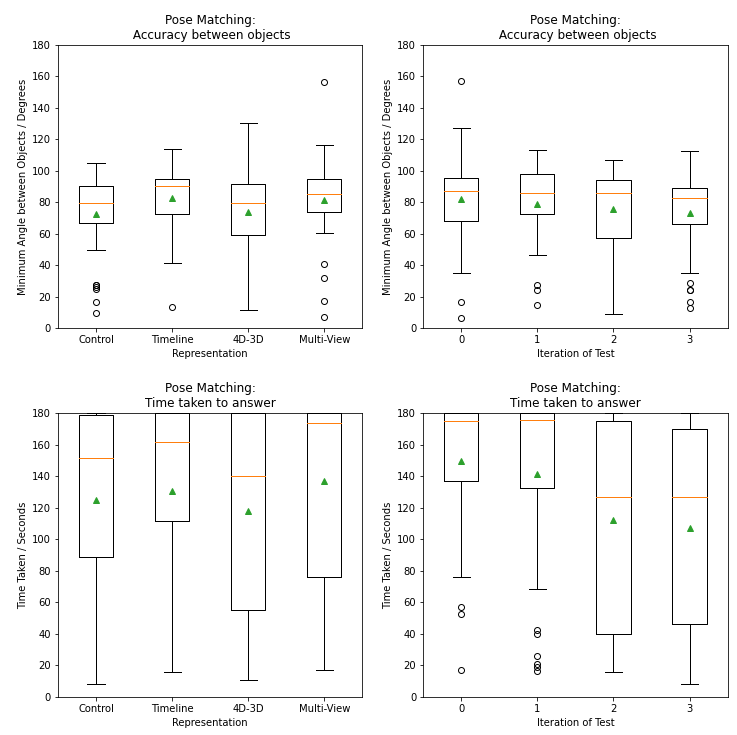 Pose Matching:
Accuracy between objects
Minimum Angle between Objects / Degrees
180
160
140
120
100
80
60
40
20
0
Control Timeline 4D-3D Multi-View
Representation
Pose Matching:
Accuracy between objects
Minimum Angle between Objects / Degrees
180
160
140
120
100
80
60
40
20
0
0 1 2 3
Iteration of Test
Pose Matching:
Time taken to answer
Time Taken / Seconds
180
160
140
120
100
80
60
40
20
0
Control Timeline 4D-3D Multi-View
Representation
Pose Matching:
Time taken to answer
Time Taken / Seconds
180
160
140
120
100
80
60
40
20
0
0 1 2 3
Iteration of Test